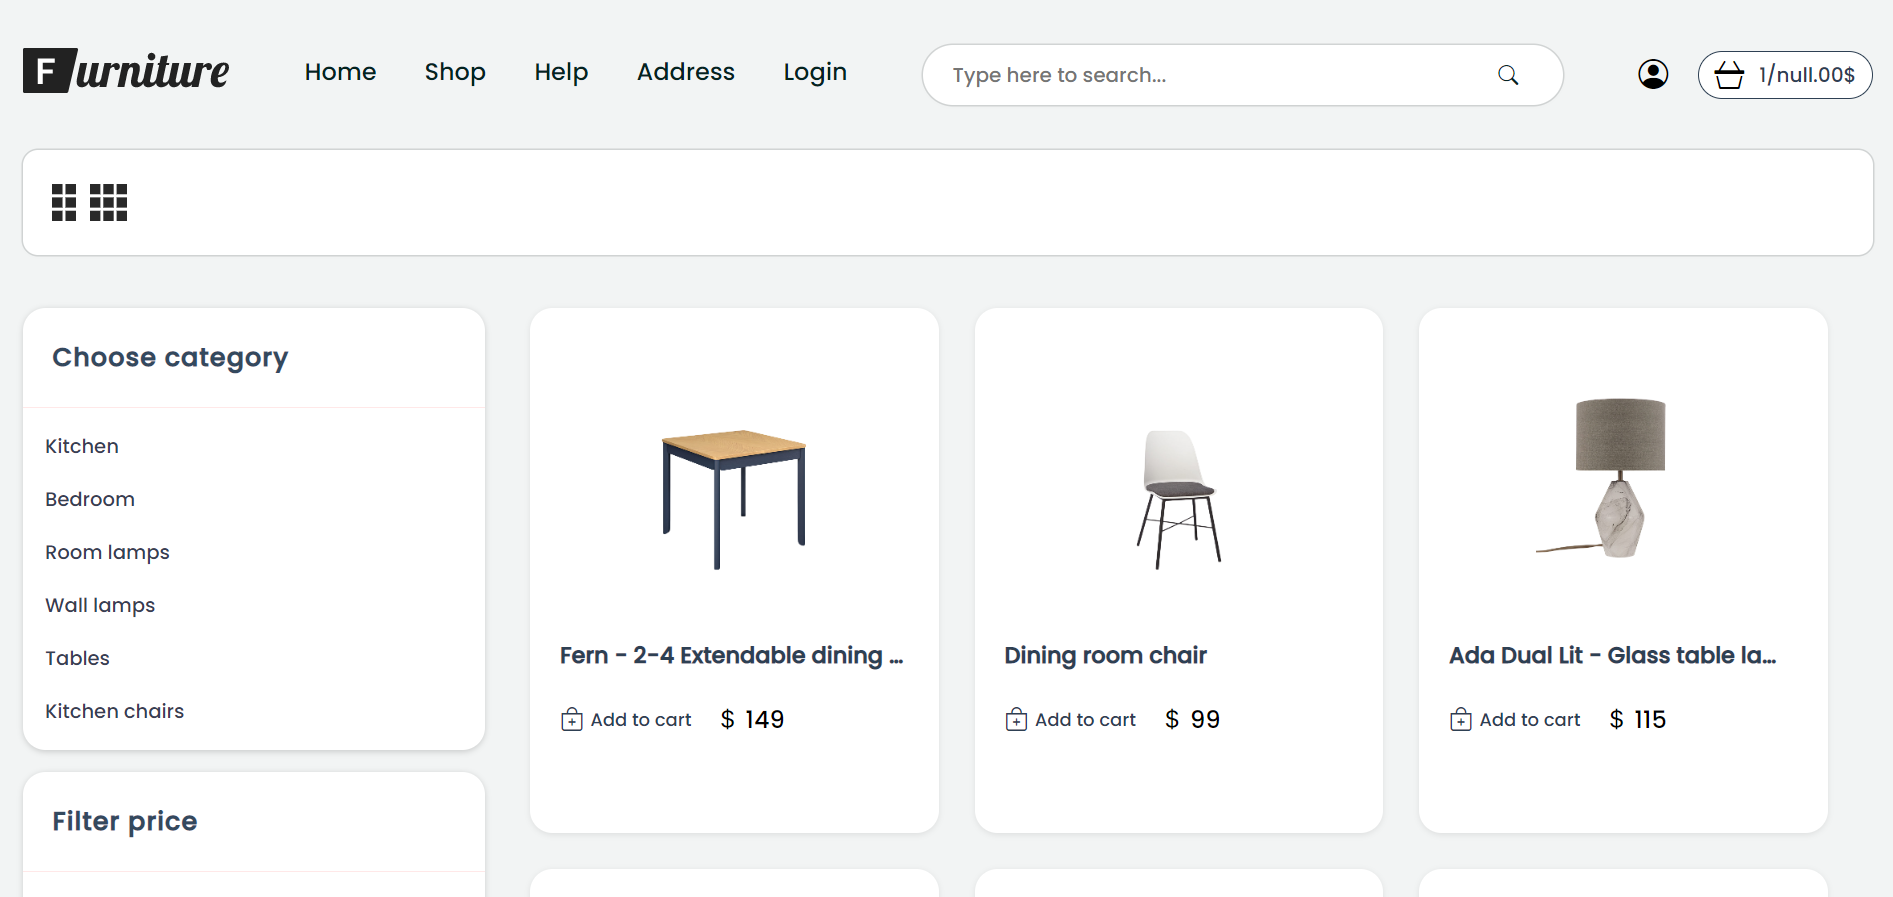 Furniture
Home Shop Help Address Login
Type here to search...
1/null.00$
Choose category
Kitchen
Bedroom
Room lamps
Wall lamps
Tables
Kitchen chairs
Filter price
Fern - 2-4 Extendable dining ...
Add to cart $ 149
Dining room chair
Add to cart $ 99
Ada Dual Lit - Glass table la...
Add to cart $ 115